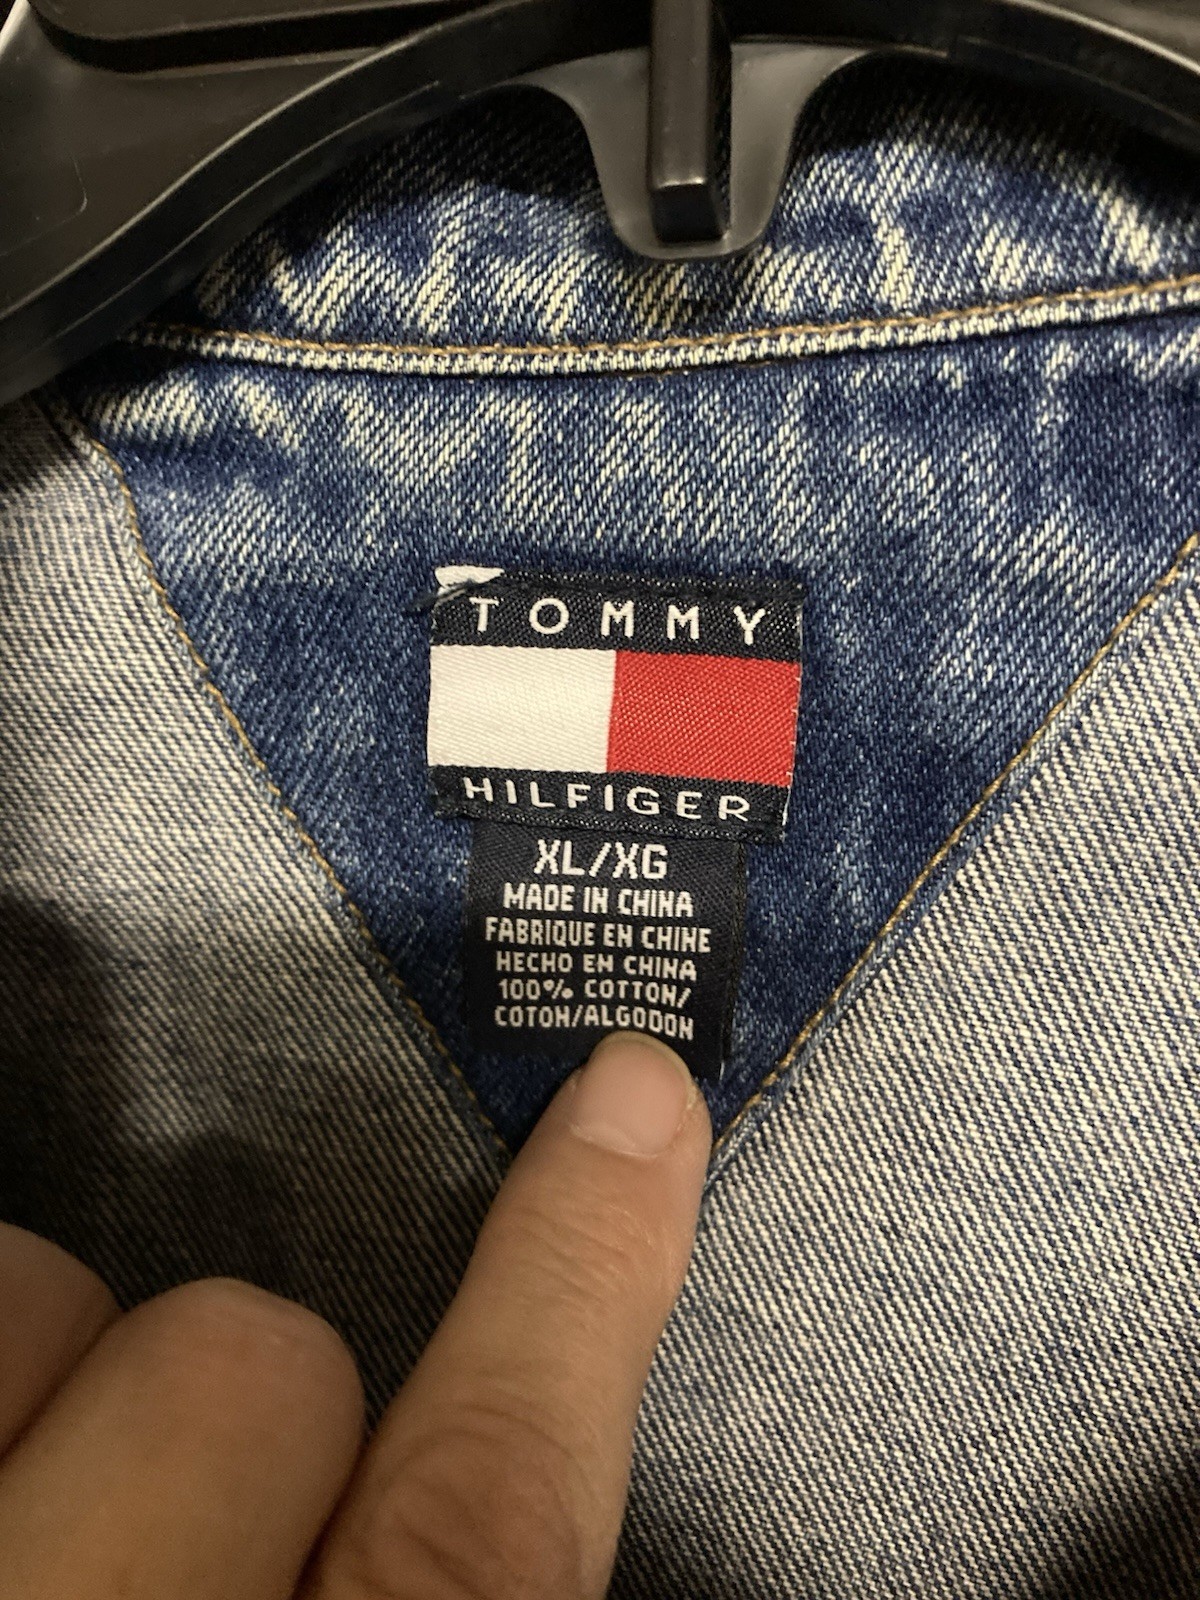 TOMMY
HILFIGER
XL/XG
MADE IN CHINA
FABRIQUE EN CHINE
HECHO EN CHINA
100% COTTON/
COTON/ALGODON